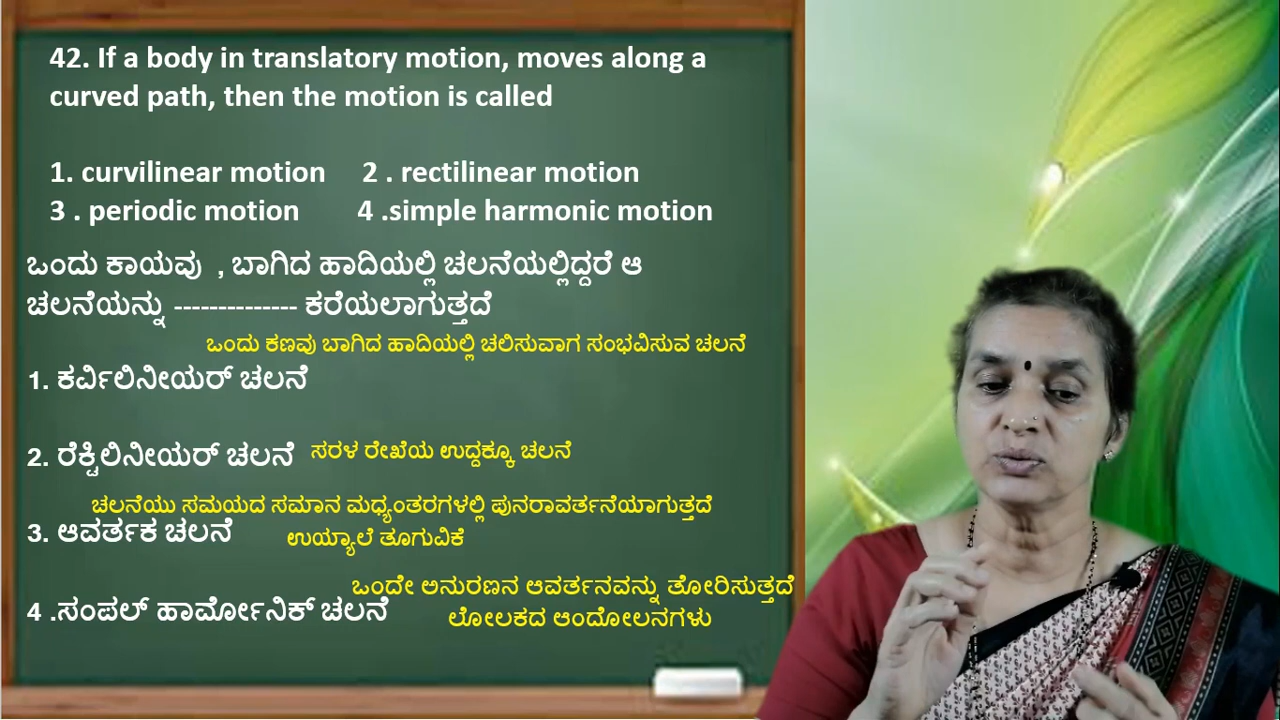 42. If a body in translatory motion, moves along a
curved path, then the motion is called
1. curvilinear motion 2 . rectilinear motion
3 . periodic motion 4 .simple harmonic motion
ಒಂದು ಕಾಯವು , ಬಾಗಿದ ಹಾದಿಯಲ್ಲಿ ಚಲನೆಯಲ್ಲಿದ್ದರೆ ಆ
ಚಲನೆಯನ್ನು -------------- ಕರೆಯಲಾಗುತ್ತದೆ
ಒಂದು ಕಣವು ಬಾಗಿದ ಹಾದಿಯಲ್ಲಿ ಚಲಿಸುವಾಗ ಸಂಭವಿಸುವ ಚಲನೆ
1. ಕರ್ವಿಲಿನೀಯರ್ ಚಲನೆ
2. ರೆಕ್ಟಿಲಿನೀಯರ್ ಚಲನೆ ಸರಳ ರೇಖೆಯ ಉದ್ದಕ್ಕೂ ಚಲನೆ
ಚಲನೆಯು ಸಮಯದ ಸಮಾನ ಮಧ್ಯಂತರಗಳಲ್ಲಿ ಪುನರಾವರ್ತನೆಯಾಗುತ್ತದೆ
3. ಆವರ್ತಕ ಚಲನೆ
ಉಯ್ಯಾಲೆ ತೂಗುವಿಕೆ
ಒಂದೇ ಅನುರಣನ ಆವರ್ತನವನ್ನು ತೋರಿಸುತ್ತದೆ
4 .ಸಂಪಲ್ ಹಾರ್ಮೋನಿಕ್ ಚಲನೆ
ಲೋಲಕದ ಆಂದೋಲನಗಳು